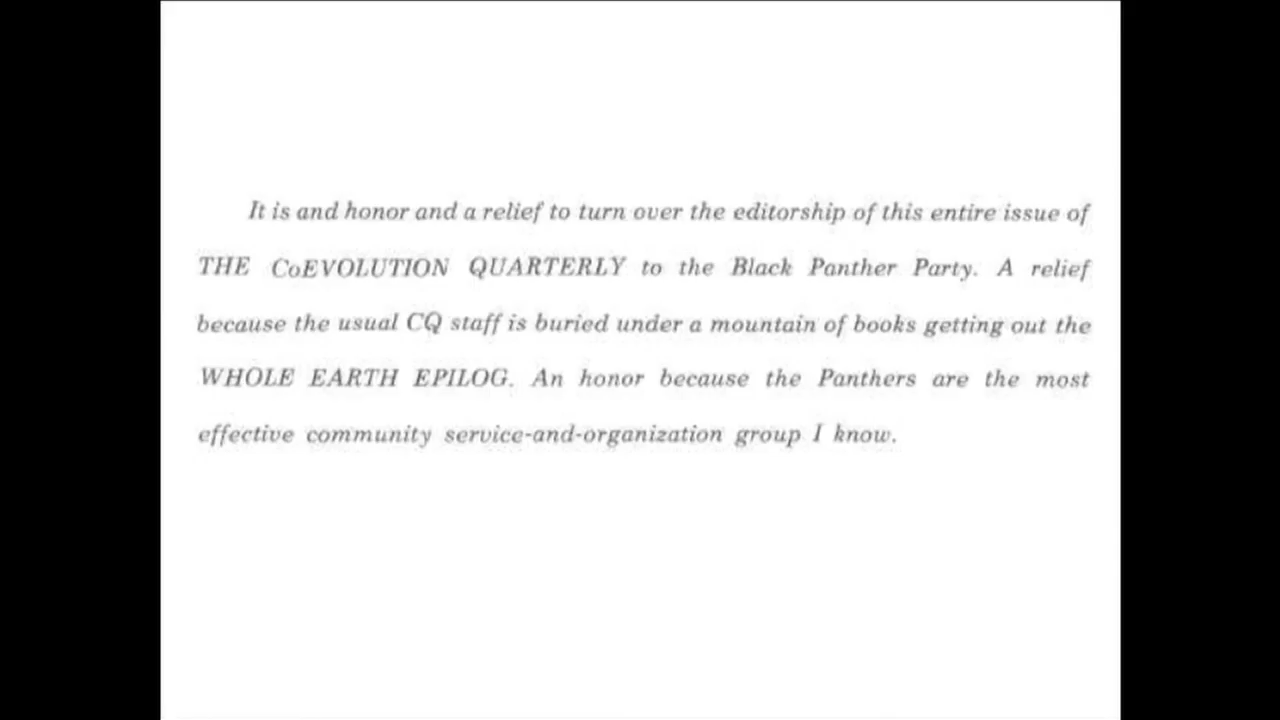 It is and honor and a relief to turn over the editorship of this entire issue of
THE CoEVOLUTION QUARTERLY to the Black Panther Party. A relief
because the usual CQ staff is buried under a mountain of books getting out the
WHOLE EARTH EPILOG. An honor because the Panthers are the most
effective community service-and-organization group I know.